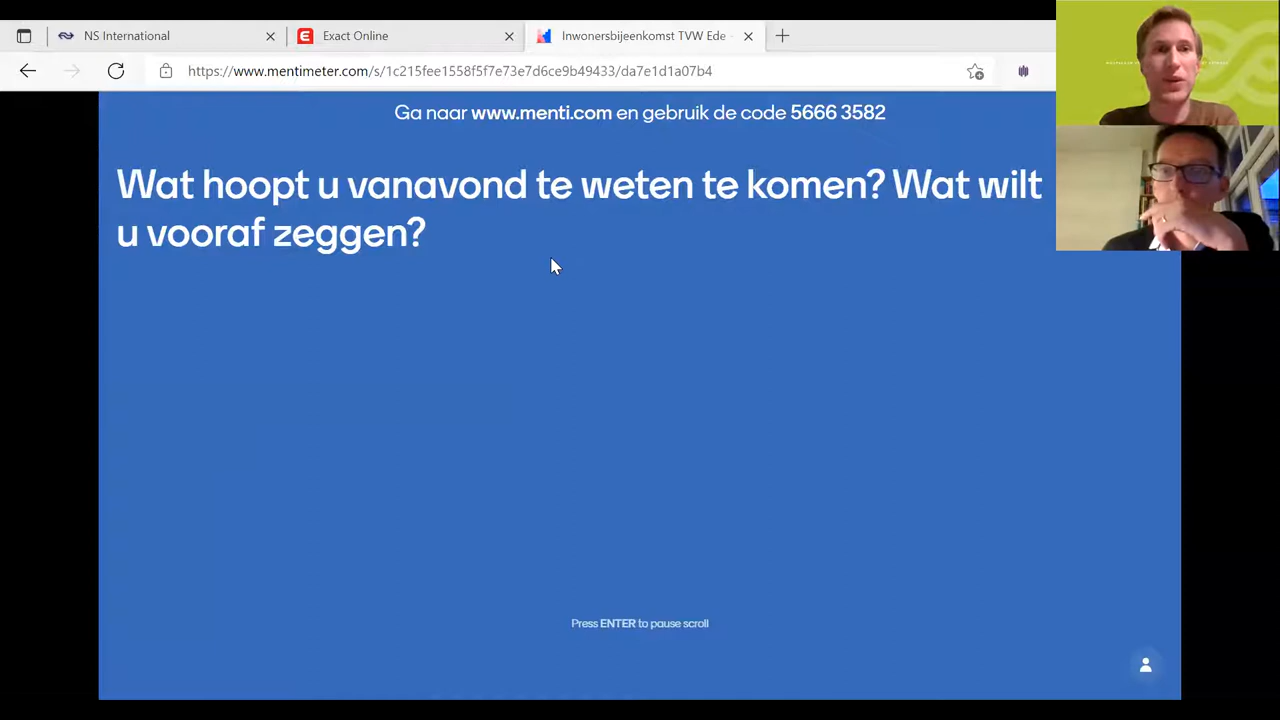 NS International
Exact Online
Inwonersbijeenkomst TVW Ede -
https://www.mentimeter.com/s/1c215fee1558f5f7e73e7d6ce9b49433/da7e1d1a07b4
Ga naar www.menti.com en gebruik de code 5666 3582
Wat hoopt u vanavond te weten te komen? Wat wilt
u vooraf zeggen?
Press ENTER to pause scroll